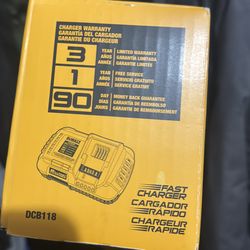 CHARGER WARRANTY
GARANTÍA DEL CARGADOR
GARANTIE DU CHARGEUR
3 YEAR LIMITED WARRANTY
AÑOS GARANTÍA LIMITADA
ANNÉE GARANTIE LIMITÉE
1 YEAR FREE SERVICE
AÑOS SERVICIO GRATUITO
ANNÉE SERVICE GRATUIT
90 DAY MONEY BACK GUARANTEE
DÍAS GARANTÍA DE REEMBOLSO
JOURS GARANTIE DE REMBOURSEMENT
FAST
CHARGER
CARGADOR
RÁPIDO
CHARGEUR
RAPIDE
DCB118